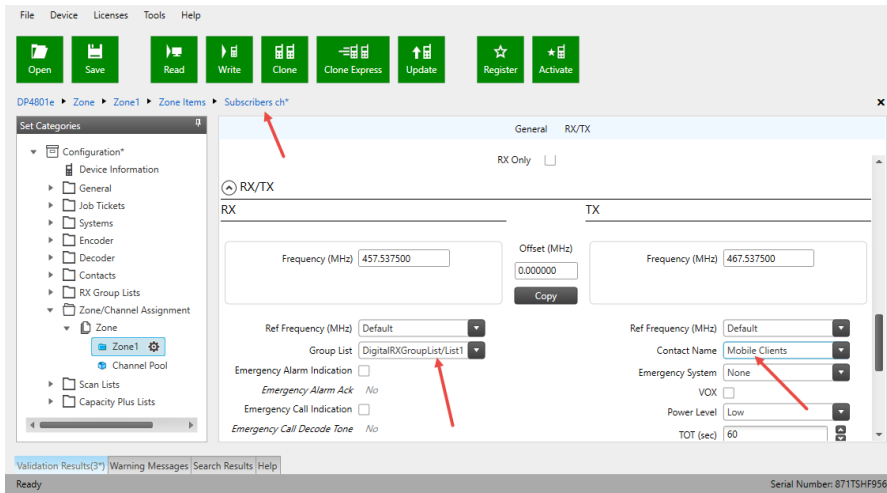 File Device Licenses Tools Help
Open Save Read Write Clone Clone Express Update Register Activate
DP4801e Zone Zone1 Zone Items Subscribers ch*
Set Categories
Configuration*
Device Information
General
Job Tickets
Systems
Encoder
Decoder
Contacts
RX Group Lists
Zone/Channel Assignment
Zone
Zone1
Channel Pool
Scan Lists
Capacity Plus Lists
General RX/TX
RX Only
RX/TX
RX TX
Offset (MHz)
Frequency (MHz) 457.537500 0.000000 Frequency (MHz) 467.537500
Copy
Ref Frequency (MHz) Default Ref Frequency (MHz) Default
Group List DigitalRXGroupList/List1 Contact Name Mobile Clients
Emergency Alarm Indication Emergency System None
Emergency Alarm Ack No VOX
Emergency Call Indication Power Level Low
Emergency Call Decode Tone No TOT (sec) 60
Validation Results(3*) Warning Messages Search Results Help
Ready Serial Number: 871TSHF956